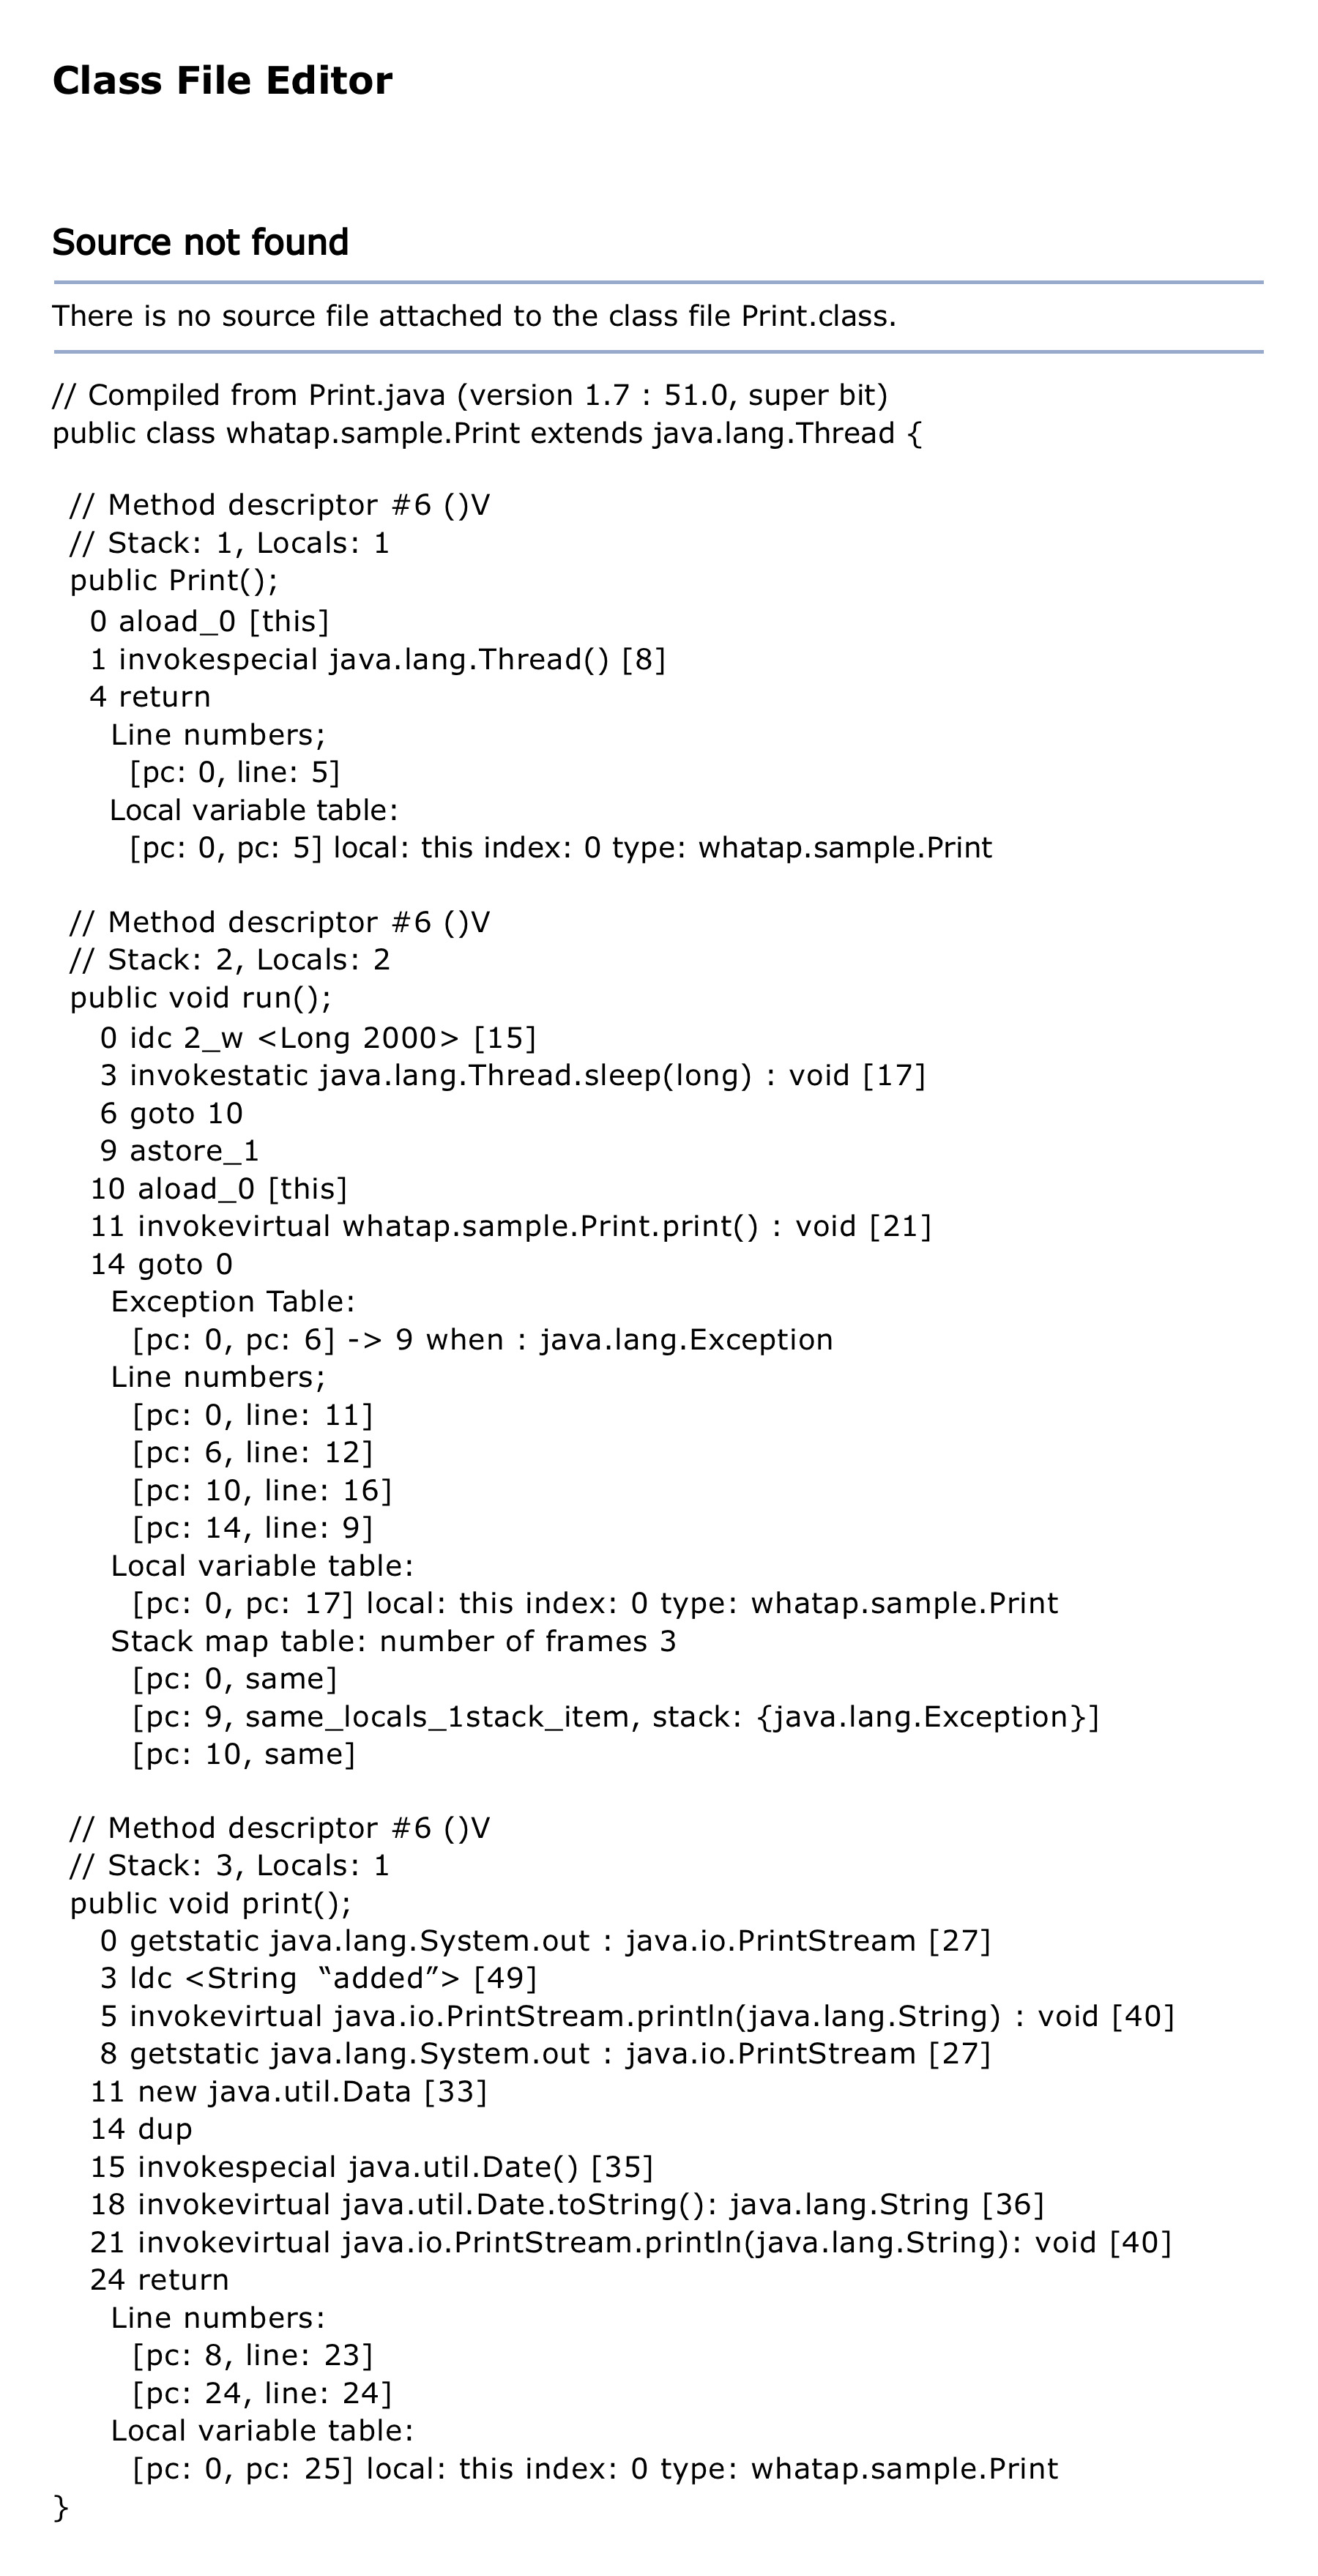 Class File Editor
Source not found
There is no source file attached to the class file Print.class.
// Compiled from Print.java (version 1.7 : 51.0, super bit)
public class whatap.sample.Print extends java.lang.Thread {
// Method descriptor #6 ()V
// Stack: 1, Locals: 1
public Print();
0 aload_0 [this]
1 invokespecial java.lang.Thread() [8]
4 return
Line numbers;
[pc: 0, line: 5]
Local variable table:
[pc: 0, pc: 5] local: this index: 0 type: whatap.sample.Print
// Method descriptor #6 ()V
// Stack: 2, Locals: 2
public void run();
0 idc 2_w <Long 2000> [15]
3 invokestatic java.lang.Thread.sleep(long) : void [17]
6 goto 10
9 astore_1
10 aload_0 [this]
11 invokevirtual whatap.sample.Print.print() : void [21]
14 goto 0
Exception Table:
[pc: 0, pc: 6] -> 9 when : java.lang.Exception
Line numbers;
[pc: 0, line: 11]
[pc: 6, line: 12]
[pc: 10, line: 16]
[pc: 14, line: 9]
Local variable table:
[pc: 0, pc: 17] local: this index: 0 type: whatap.sample.Print
Stack map table: number of frames 3
[pc: 0, same]
[pc: 9, same_locals_1stack_item, stack: {java.lang.Exception}]
[pc: 10, same]
// Method descriptor #6 ()V
// Stack: 3, Locals: 1
public void print();
0 getstatic java.lang.System.out : java.io.PrintStream [27]
3 ldc <String “added”> [49]
5 invokevirtual java.io.PrintStream.println(java.lang.String) : void [40]
8 getstatic java.lang.System.out : java.io.PrintStream [27]
11 new java.util.Data [33]
14 dup
15 invokespecial java.util.Date() [35]
18 invokevirtual java.util.Date.toString(): java.lang.String [36]
21 invokevirtual java.io.PrintStream.println(java.lang.String): void [40]
24 return
Line numbers:
[pc: 8, line: 23]
[pc: 24, line: 24]
Local variable table:
[pc: 0, pc: 25] local: this index: 0 type: whatap.sample.Print
}